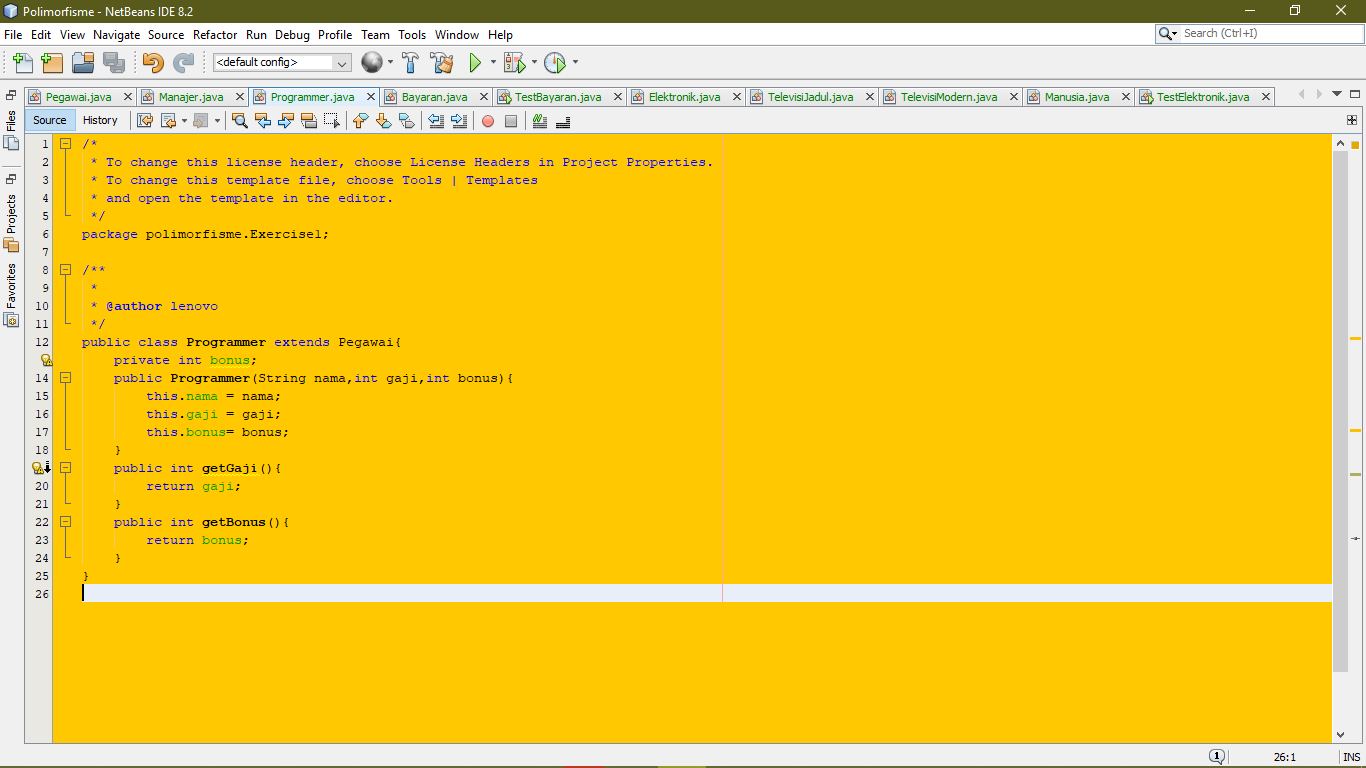 Polimorfisme - NetBeans IDE 8.2
File Edit View Navigate Source Refactor Run Debug Profile Team Tools Window Help
Search (Ctrl+I)
<default config>
Pegawai.java Manajer.java Programmer.java Bayaran.java TestBayaran.java Elektronik.java TelevisiJadul.java TelevisiModern.java Manusia.java TestElektronik.java
Files
Projects
Favorites
Source History
1 /*
2 * To change this license header, choose License Headers in Project Properties.
3 * To change this template file, choose Tools | Templates
4 * and open the template in the editor.
5 */
6 package polimorfisme.Exercise1;
7
8 /**
9 *
10 * @author lenovo
11 */
12 public class Programmer extends Pegawai{
private int bonus;
14 public Programmer(String nama,int gaji,int bonus){
15 this.nama = nama;
16 this.gaji = gaji;
17 this.bonus= bonus;
18 }
public int getGaji(){
20 return gaji;
21 }
22 public int getBonus(){
23 return bonus;
24 }
25 }
26
1 26:1 INS